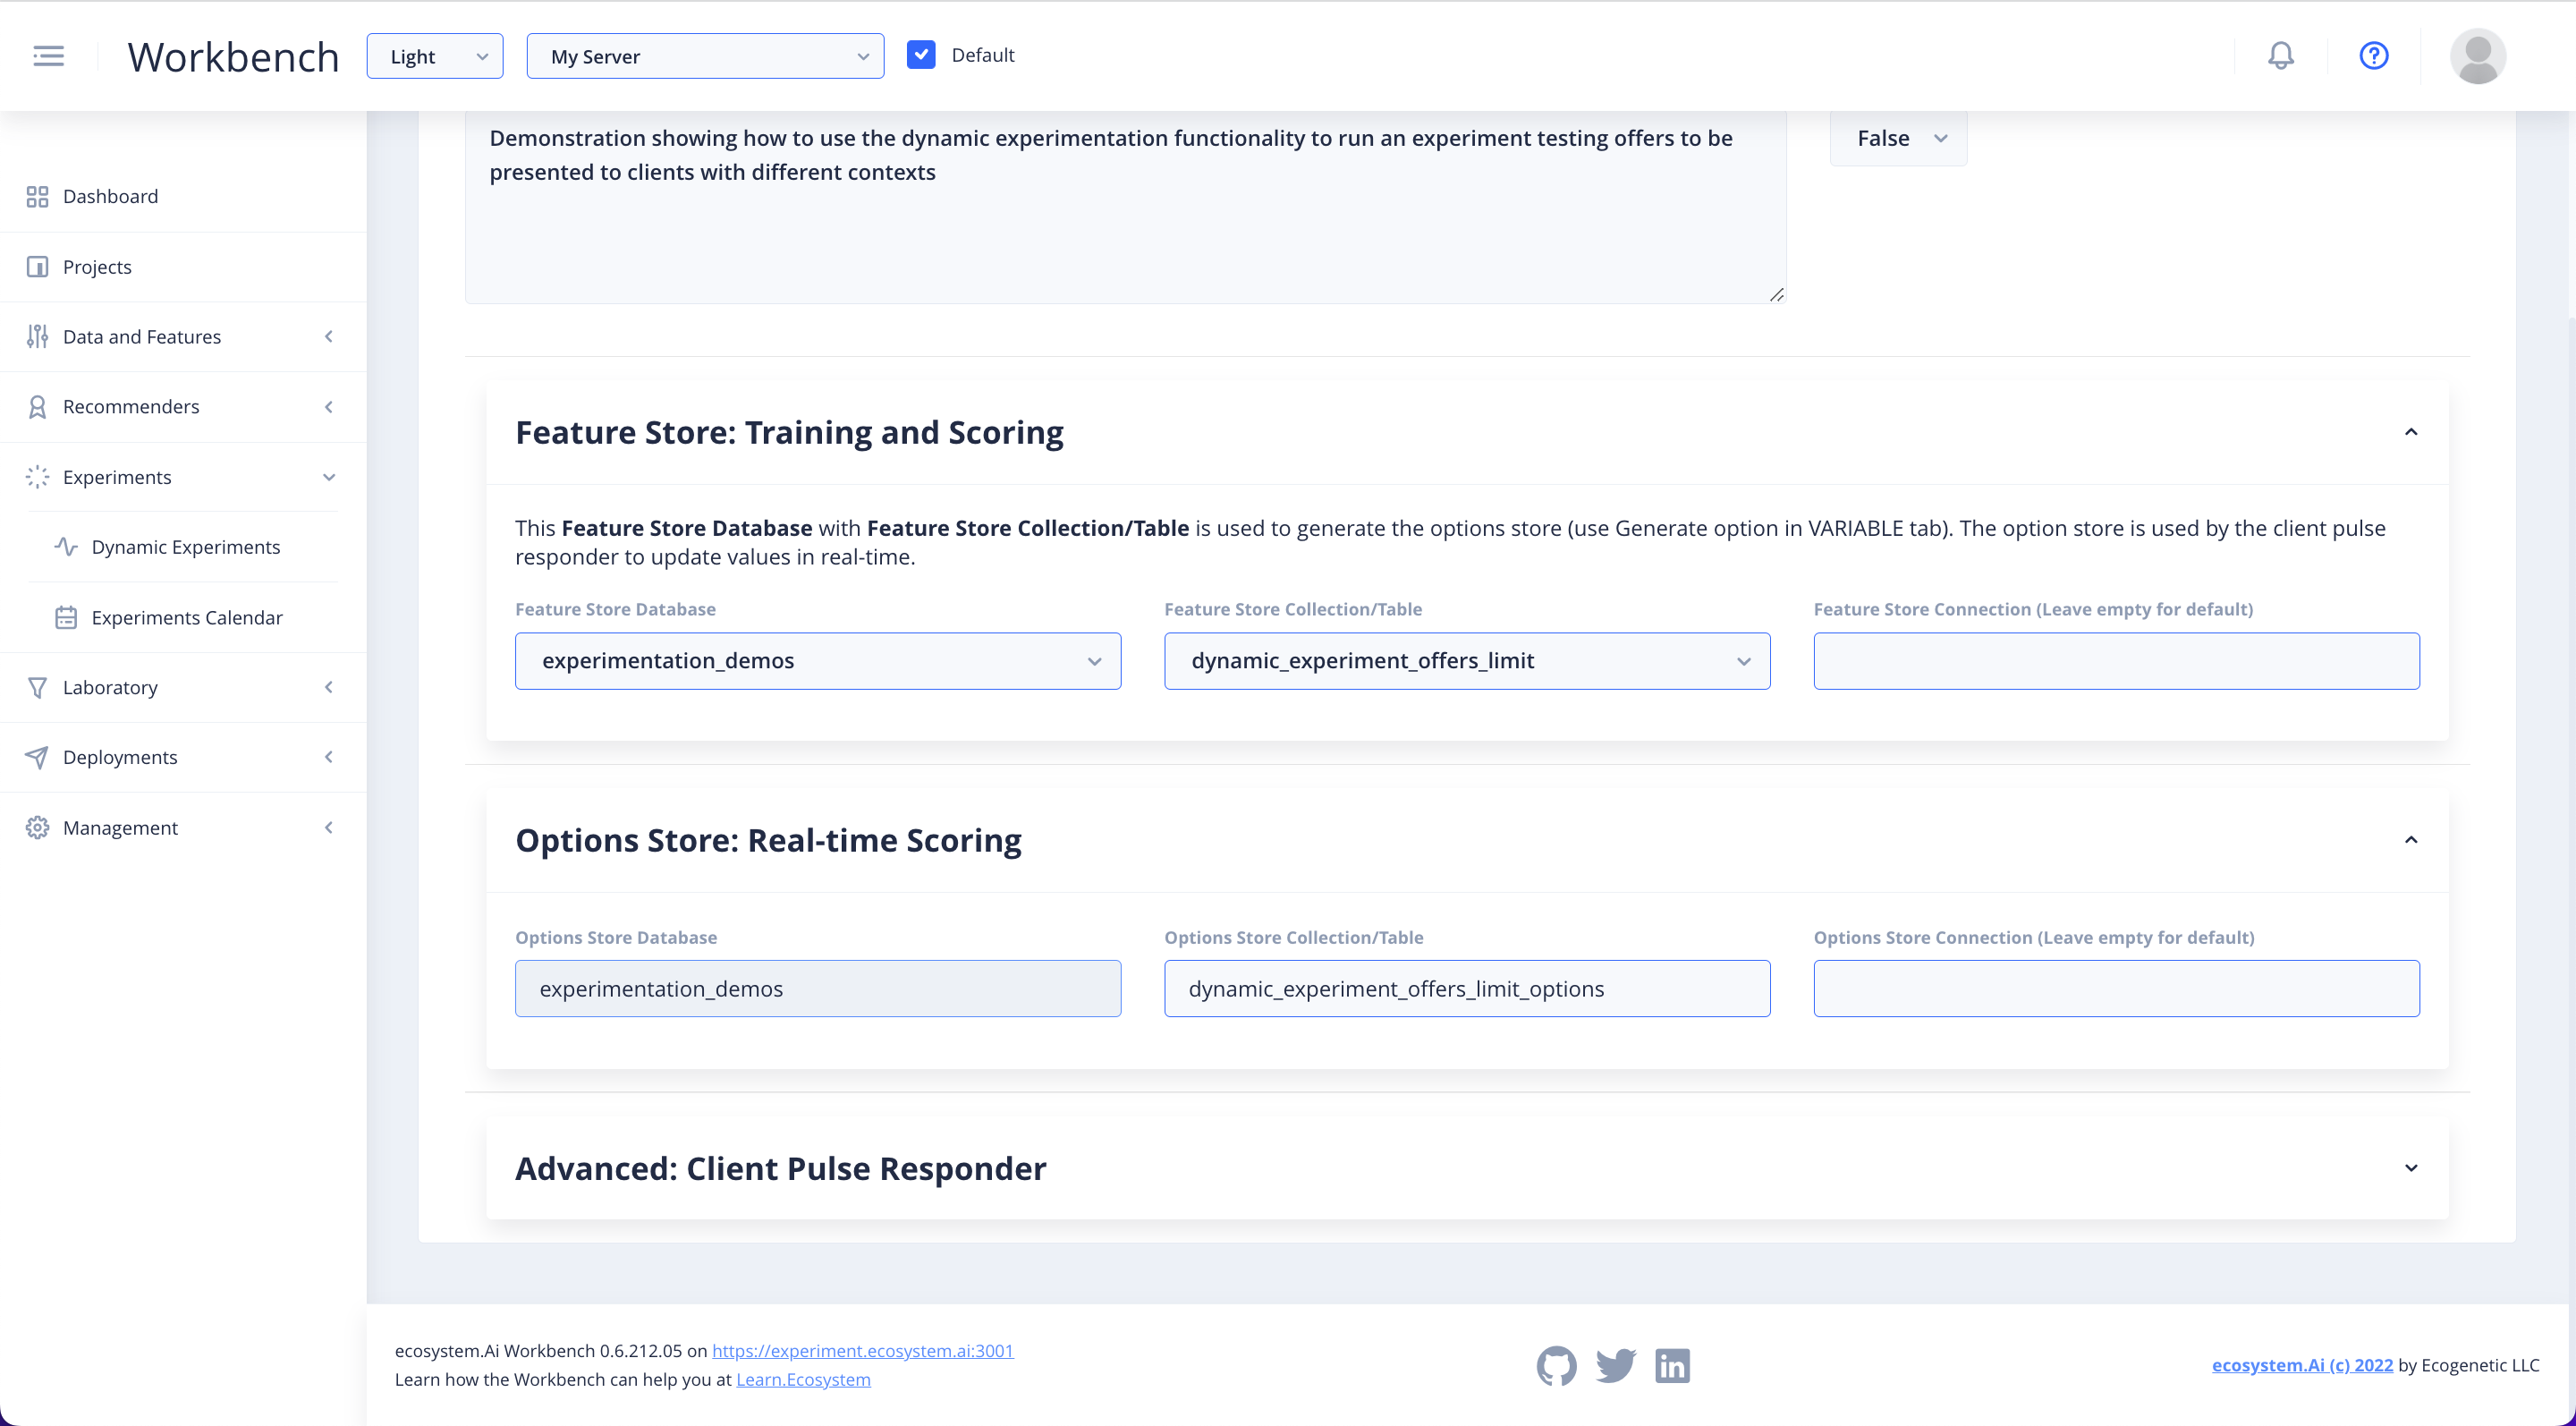 Workbench
Light
My Server
Default
Dashboard
Projects
Data and Features
Recommenders
Experiments
Dynamic Experiments
Experiments Calendar
Laboratory
Deployments
Management
Demonstration showing how to use the dynamic experimentation functionality to run an experiment testing offers to be
presented to clients with different contexts
False
Feature Store: Training and Scoring
This Feature Store Database with Feature Store Collection/Table is used to generate the options store (use Generate option in VARIABLE tab). The option store is used by the client pulse
responder to update values in real-time.
Feature Store Database
Feature Store Collection/Table
Feature Store Connection (Leave empty for default)
experimentation_demos
dynamic_experiment_offers_limit
Options Store: Real-time Scoring
Options Store Database
Options Store Collection/Table
Options Store Connection (Leave empty for default)
experimentation_demos
dynamic_experiment_offers_limit_options
Advanced: Client Pulse Responder
ecosystem.Ai Workbench 0.6.212.05 on https://experiment.ecosystem.ai:3001
Learn how the Workbench can help you at Learn.Ecosystem
ecosystem.Ai (c) 2022 by Ecogenetic LLC